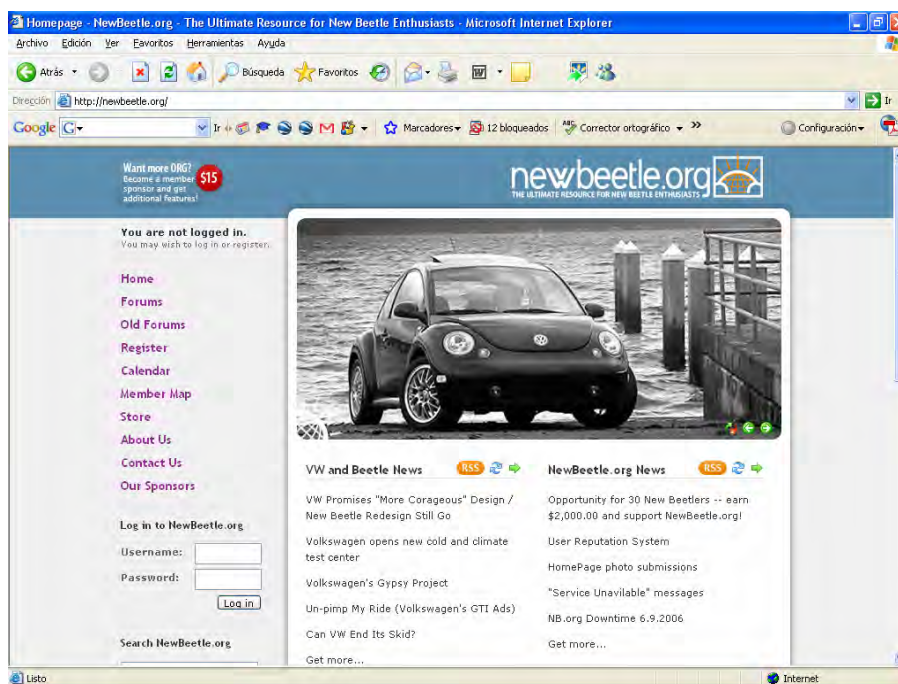 Homepage - NewBeetle.org - The Ultimate Resource for New Beetle Enthusiasts - Microsoft Internet Explorer
Archivo Edición Ver Favoritos Herramientas Ayuda
Atrás Búsqueda Favoritos
Dirección http://newbeetle.org/ Ir
Google G Ir Marcadores 12 bloqueados ABC Corrector ortográfico » Configuración
Want more ORG?
Become a member
sponsor and get
additional features!
$15
newbeetle.org
THE ULTIMATE RESOURCE FOR NEW BEETLE ENTHUSIASTS
You are not logged in.
You may wish to log in or register.
Home
Forums
Old Forums
Register
Calendar
Member Map
Store
About Us
Contact Us
Our Sponsors
Log in to NewBeetle.org
Username:
Password:
Log in
Search NewBeetle.org
VW and Beetle News RSS
VW Promises "More Corageous" Design /
New Beetle Redesign Still Go
Volkswagen opens new cold and climate
test center
Volkswagen's Gypsy Project
Un-pimp My Ride (Volkswagen's GTI Ads)
Can VW End Its Skid?
Get more...
NewBeetle.org News RSS
Opportunity for 30 New Beetlers -- earn
$2,000.00 and support NewBeetle.org!
User Reputation System
HomePage photo submissions
"Service Unavilable" messages
NB.org Downtime 6.9.2006
Get more...
Listo Internet